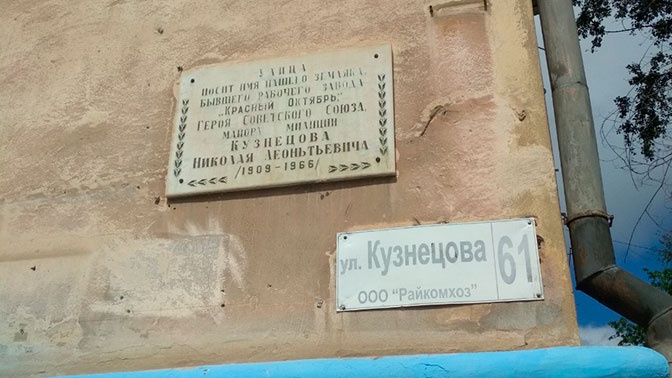 УЛИЦА
НОСИТ ИМЯ НАШЕГО ЗЕМЛЯКА,
БЫВШЕГО РАБОЧЕГО ЗАВОДА
„КРАСНЫЙ ОКТЯБРЬ"
ГЕРОЯ СОВЕТСКОГО СОЮЗА,
МАЙОРА МИЛИЦИИ
КУЗНЕЦОВА
НИКОЛАЯ ЛЕОНТЬЕВИЧА
/1909-1966/
ул. Кузнецова 61
ООО "Райкомхоз"